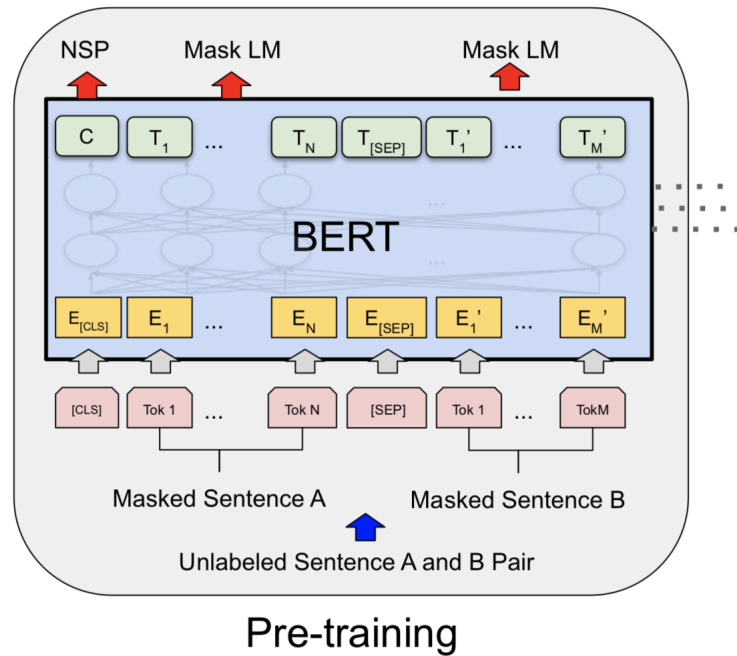 NSP Mask LM Mask LM
C T1 ... TN T[SEP] T1’ ... TM’
...
BERT
...
E[CLS] E1 ... EN E[SEP] E1’ ... EM’
[CLS] Tok 1 ... Tok N [SEP] Tok 1 ... TokM
Masked Sentence A Masked Sentence B
Unlabeled Sentence A and B Pair
Pre-training